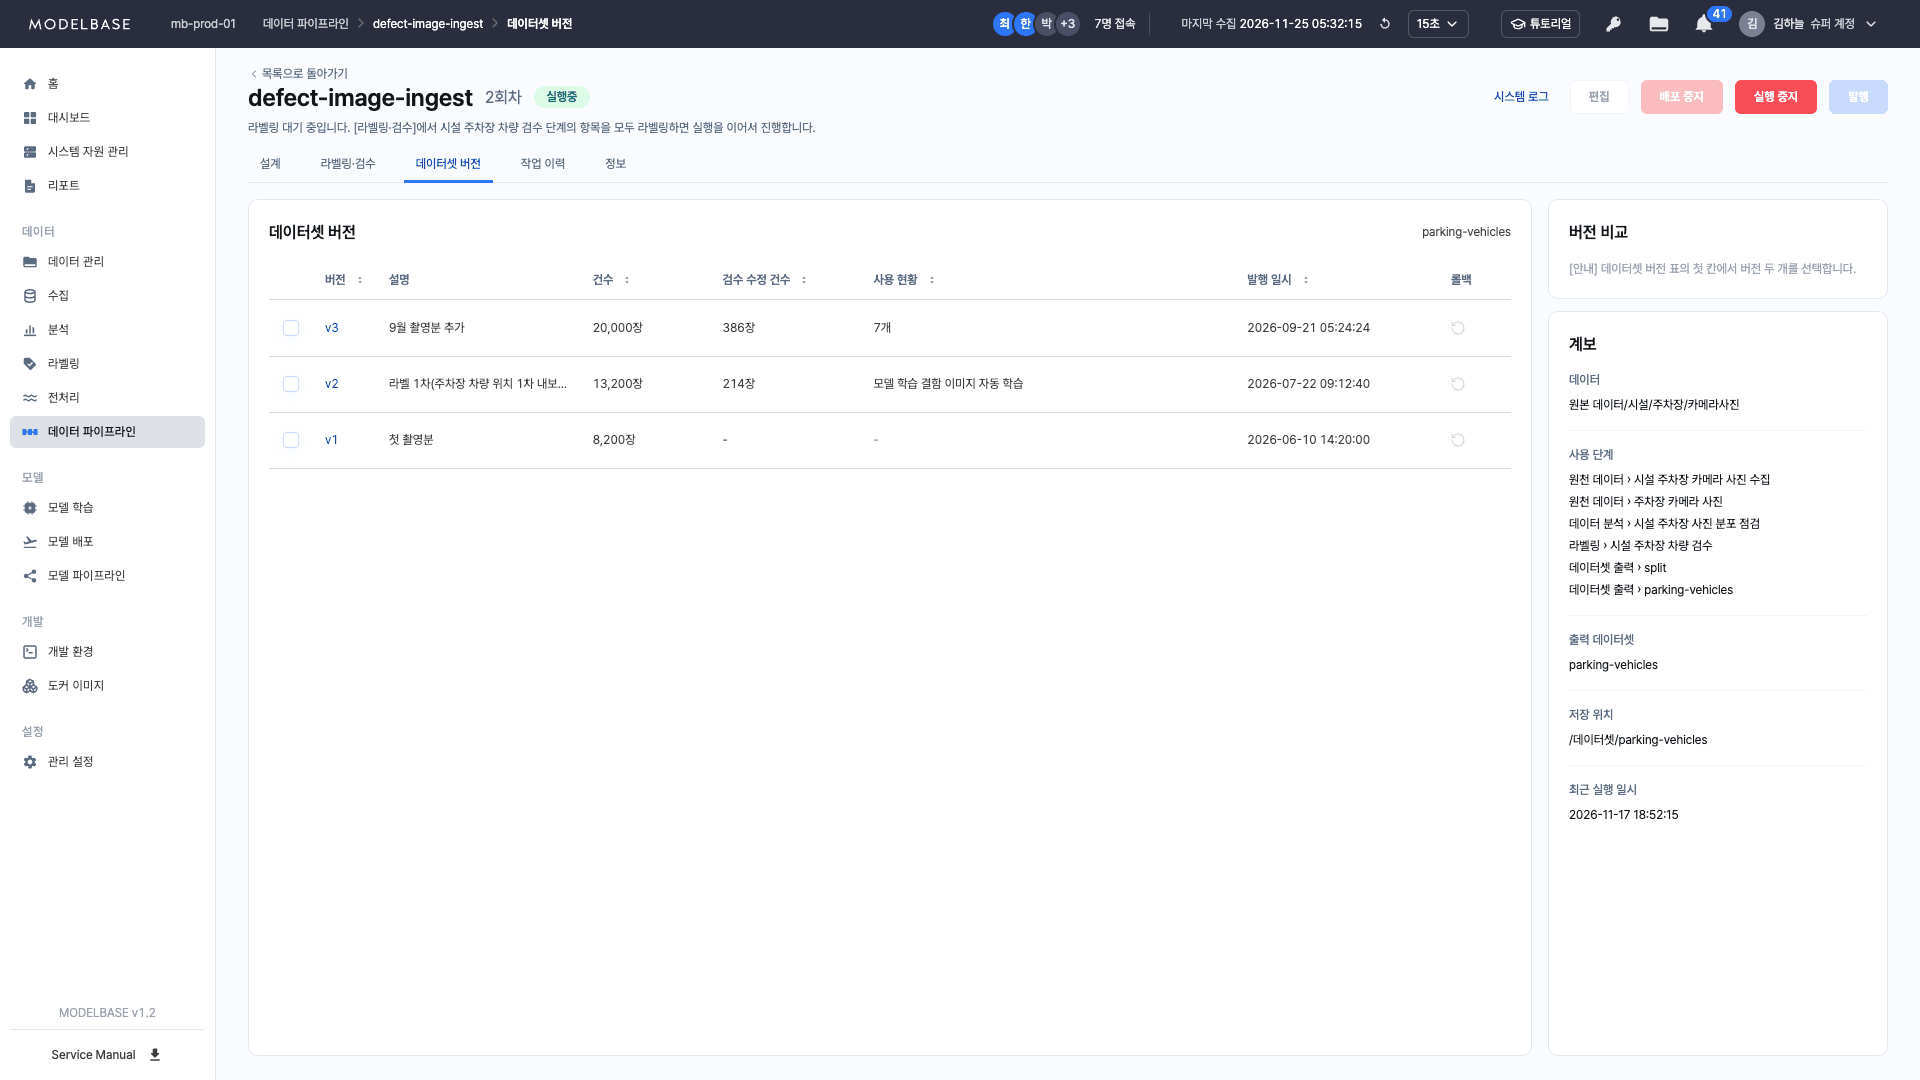 MODELBASE
mb-prod-01
데이터 파이프라인 > defect-image-ingest > 데이터셋 버전
최 한 박 +3 7명 접속
마지막 수집 2026-11-25 05:32:15
15초
튜토리얼
41
김 김하늘 슈퍼 계정
홈
대시보드
시스템 자원 관리
리포트
데이터
데이터 관리
수집
분석
라벨링
전처리
데이터 파이프라인
모델
모델 학습
모델 배포
모델 파이프라인
개발
개발 환경
도커 이미지
설정
관리 설정
MODELBASE v1.2
Service Manual
목록으로 돌아가기
defect-image-ingest 2회차 실행중
라벨링 대기 중입니다. [라벨링·검수]에서 시설 주차장 차량 검수 단계의 항목을 모두 라벨링하면 실행을 이어서 진행합니다.
시스템 로그 편집 배포 중지 실행 중지 발행
설계 라벨링·검수 데이터셋 버전 작업 이력 정보
데이터셋 버전 parking-vehicles
버전 설명 건수 검수 수정 건수 사용 현황 발행 일시 롤백
v3 9월 촬영분 추가 20,000장 386장 7개 2026-09-21 05:24:24
v2 라벨 1차(주차장 차량 위치 1차 내보... 13,200장 214장 모델 학습 결함 이미지 자동 학습 2026-07-22 09:12:40
v1 첫 촬영분 8,200장 - - 2026-06-10 14:20:00
버전 비교
[안내] 데이터셋 버전 표의 첫 칸에서 버전 두 개를 선택합니다.
계보
데이터
원본 데이터/시설/주차장/카메라사진
사용 단계
원천 데이터 › 시설 주차장 카메라 사진 수집
원천 데이터 › 주차장 카메라 사진
데이터 분석 › 시설 주차장 사진 분포 점검
라벨링 › 시설 주차장 차량 검수
데이터셋 출력 › split
데이터셋 출력 › parking-vehicles
출력 데이터셋
parking-vehicles
저장 위치
/데이터셋/parking-vehicles
최근 실행 일시
2026-11-17 18:52:15